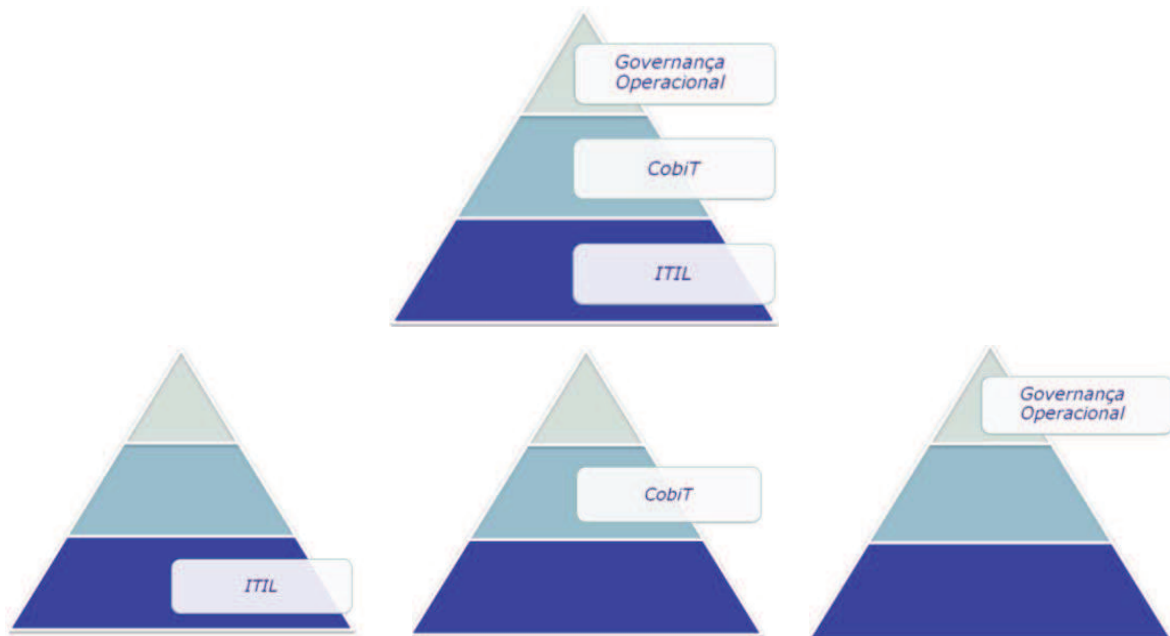 Governança
Operacional
CobiT
ITIL
ITIL
CobiT
Governança
Operacional